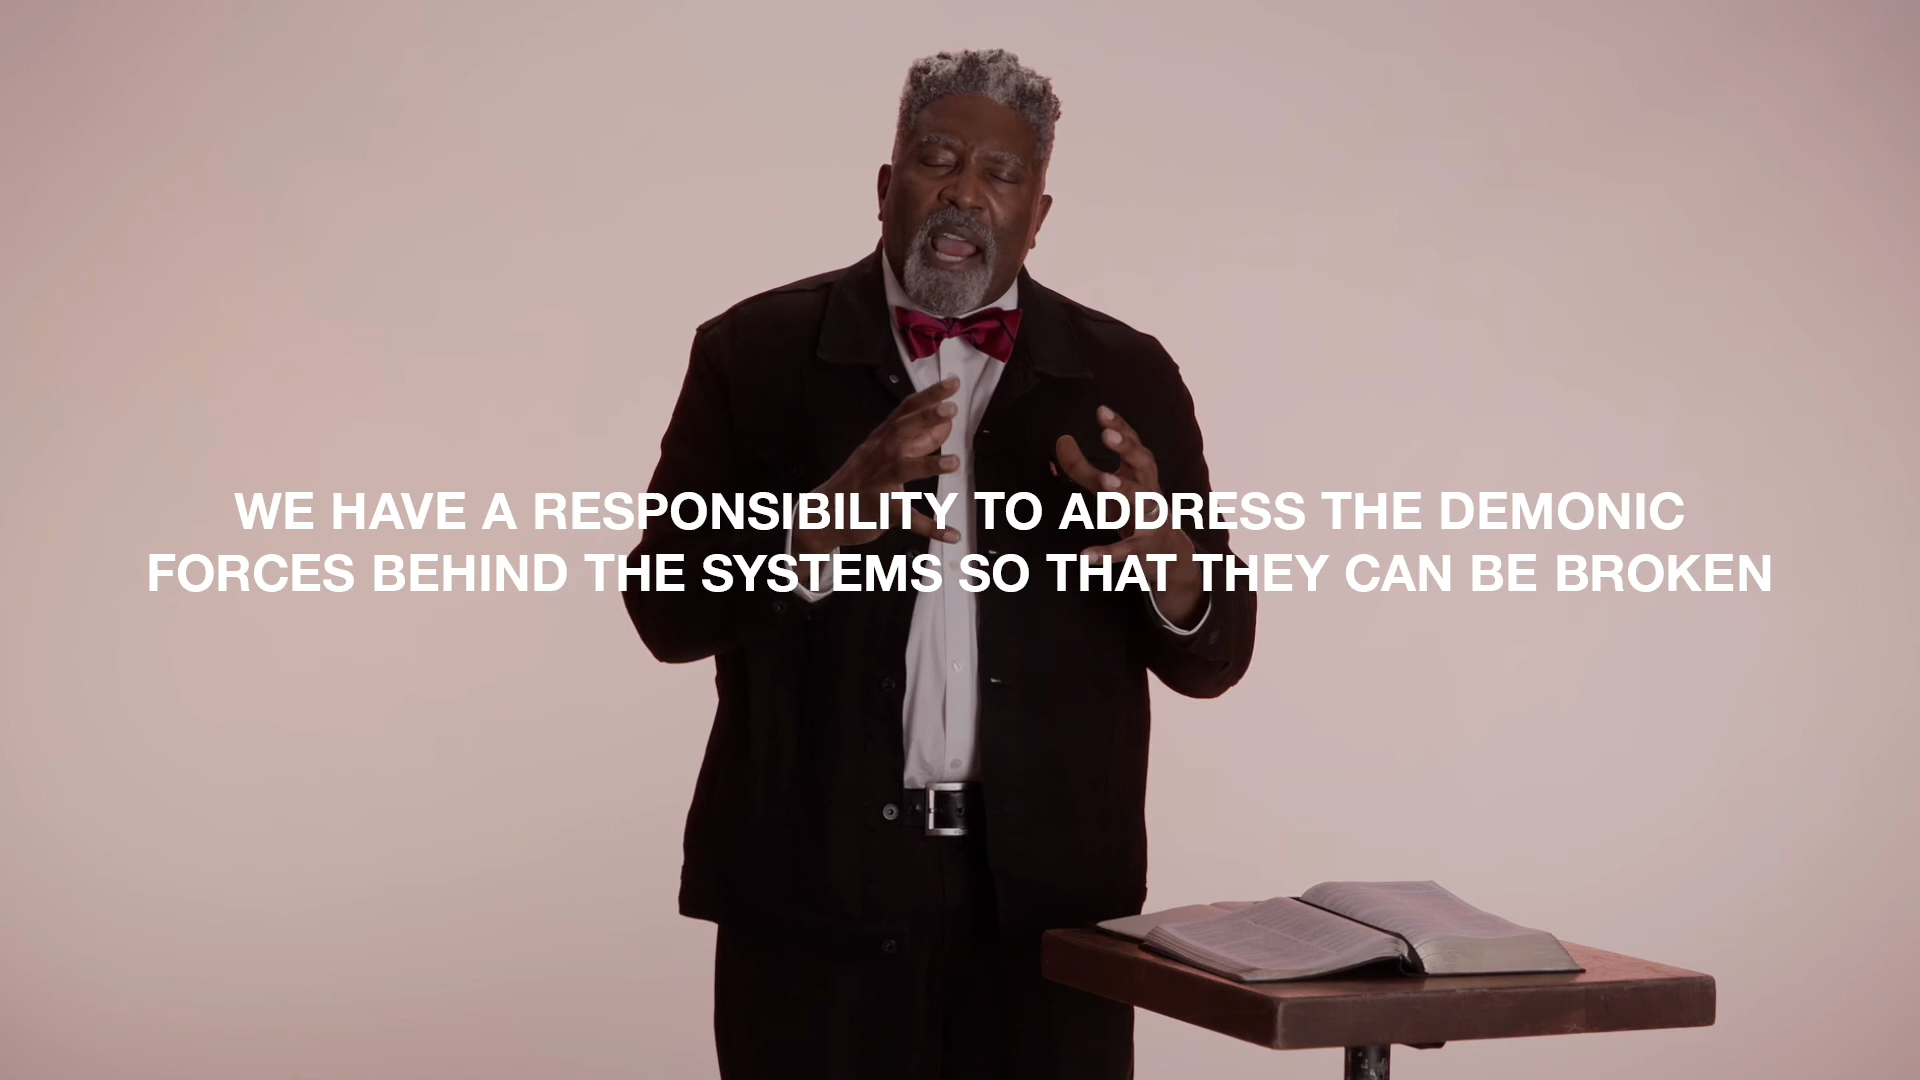 WE HAVE A RESPONSIBILITY TO ADDRESS THE DEMONIC
FORCES BEHIND THE SYSTEMS SO THAT THEY CAN BE BROKEN